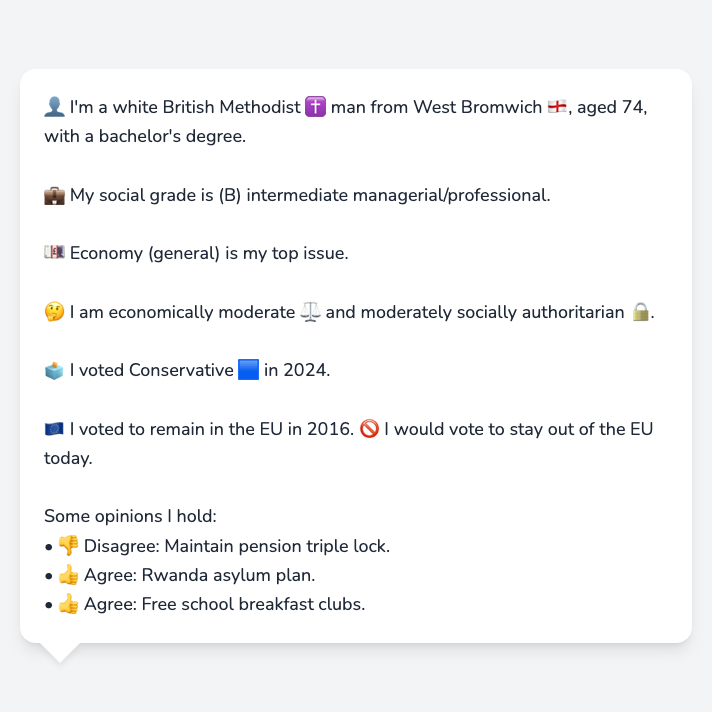 👤 I'm a white British Methodist ✝️ man from West Bromwich 🏴󠁧󠁢󠁥󠁮󠁧󠁿, aged 74,
with a bachelor's degree.
💼 My social grade is (B) intermediate managerial/professional.
💷 Economy (general) is my top issue.
🤔 I am economically moderate ⚖️ and moderately socially authoritarian 🔒.
🗳️ I voted Conservative 🟦 in 2024.
🇪🇺 I voted to remain in the EU in 2016. 🚫 I would vote to stay out of the EU
today.
Some opinions I hold:
• 👎 Disagree: Maintain pension triple lock.
• 👍 Agree: Rwanda asylum plan.
• 👍 Agree: Free school breakfast clubs.